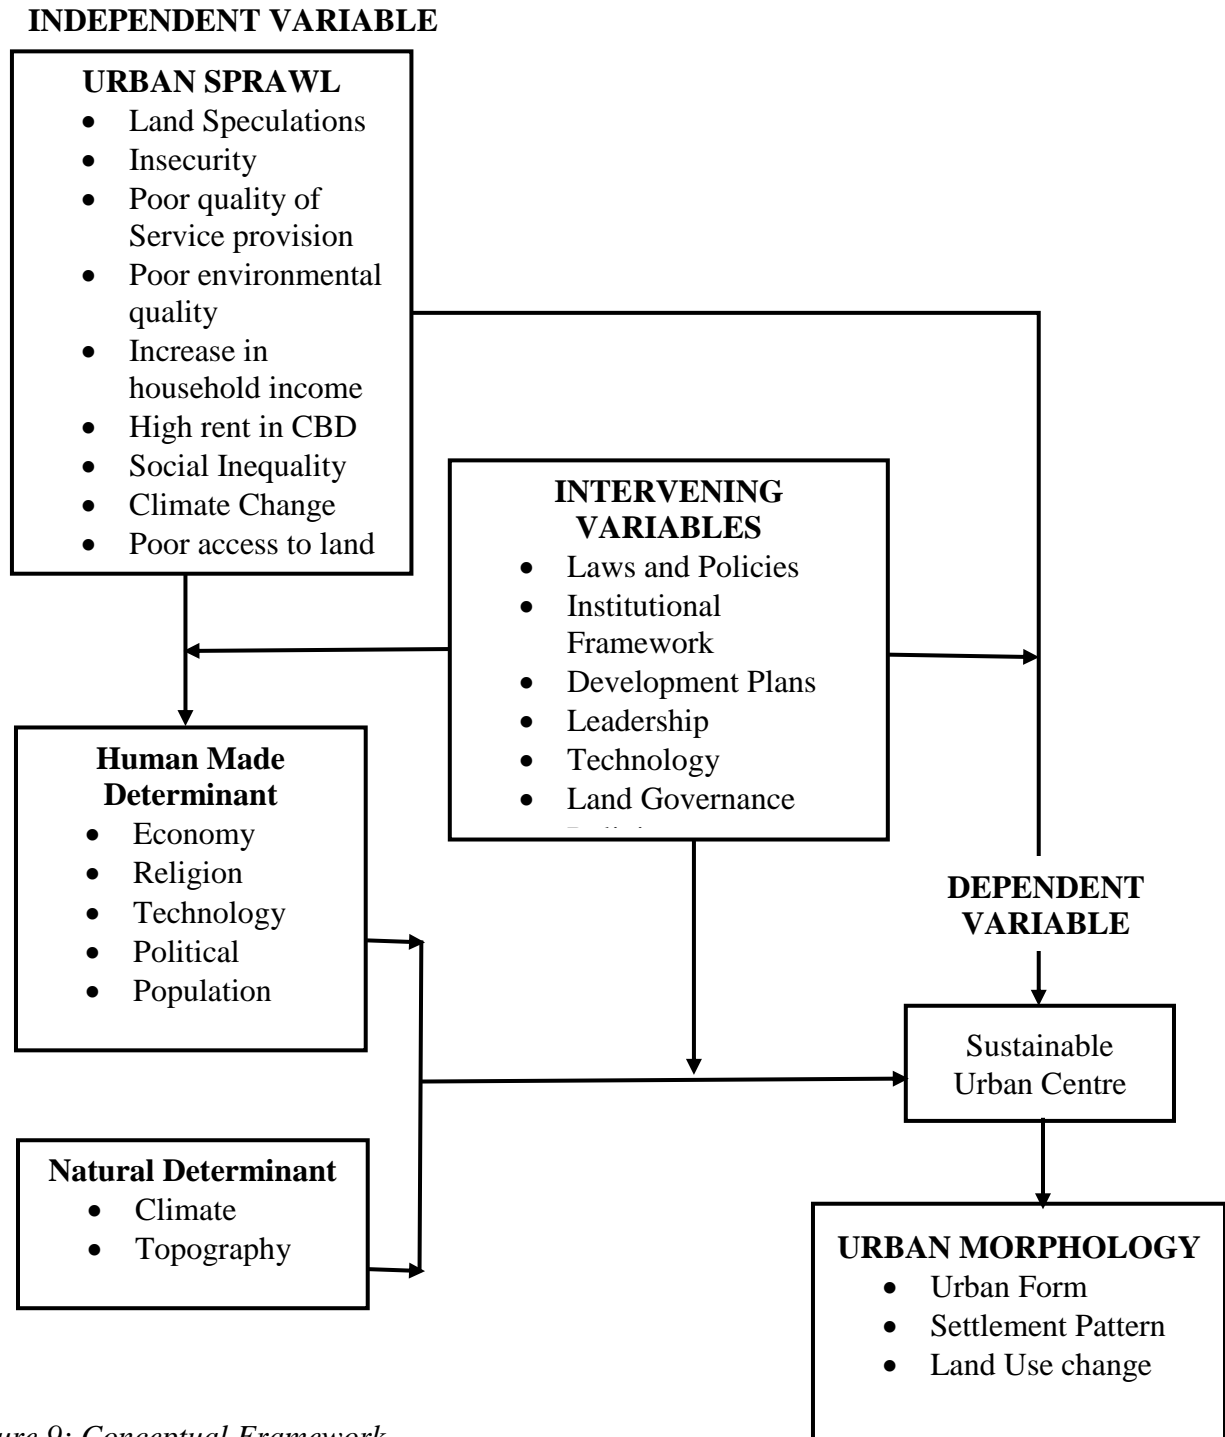 INDEPENDENT VARIABLE
URBAN SPRAWL
• Land Speculations
• Insecurity
• Poor quality of
Service provision
• Poor environmental
quality
• Increase in
household income
• High rent in CBD
• Social Inequality
• Climate Change
• Poor access to land
INTERVENING
VARIABLES
• Laws and Policies
• Institutional
Framework
• Development Plans
• Leadership
• Technology
• Land Governance
Human Made
Determinant
• Economy
• Religion
• Technology
• Political
• Population
DEPENDENT
VARIABLE
Sustainable
Urban Centre
Natural Determinant
• Climate
• Topography
URBAN MORPHOLOGY
• Urban Form
• Settlement Pattern
• Land Use change
ure 9: Conceptual Framework